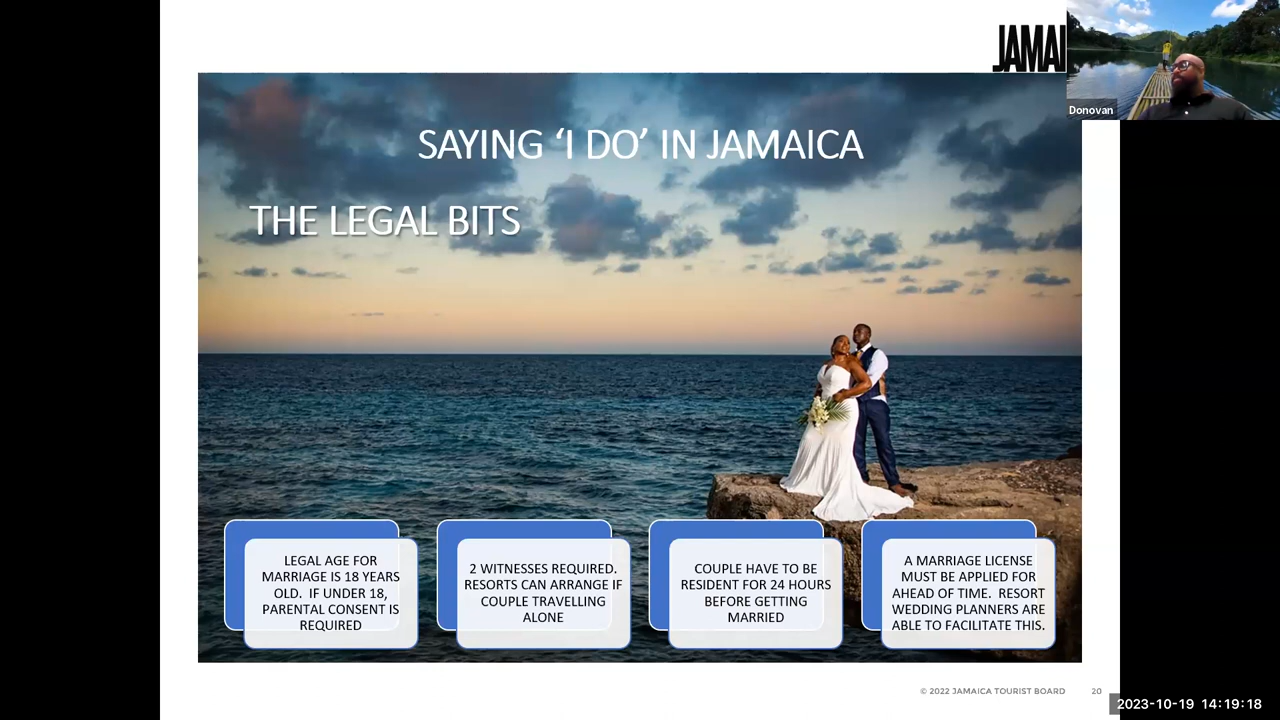 JAMAI
Donovan
SAYING ‘I DO’ IN JAMAICA
THE LEGAL BITS
LEGAL AGE FOR
MARRIAGE IS 18 YEARS
OLD. IF UNDER 18,
PARENTAL CONSENT IS
REQUIRED
2 WITNESSES REQUIRED.
RESORTS CAN ARRANGE IF
COUPLE TRAVELLING
ALONE
COUPLE HAVE TO BE
RESIDENT FOR 24 HOURS
BEFORE GETTING
MARRIED
A MARRIAGE LICENSE
MUST BE APPLIED FOR
AHEAD OF TIME. RESORT
WEDDING PLANNERS ARE
ABLE TO FACILITATE THIS.
© 2022 JAMAICA TOURIST BOARD 20
2023-10-19 14:19:18